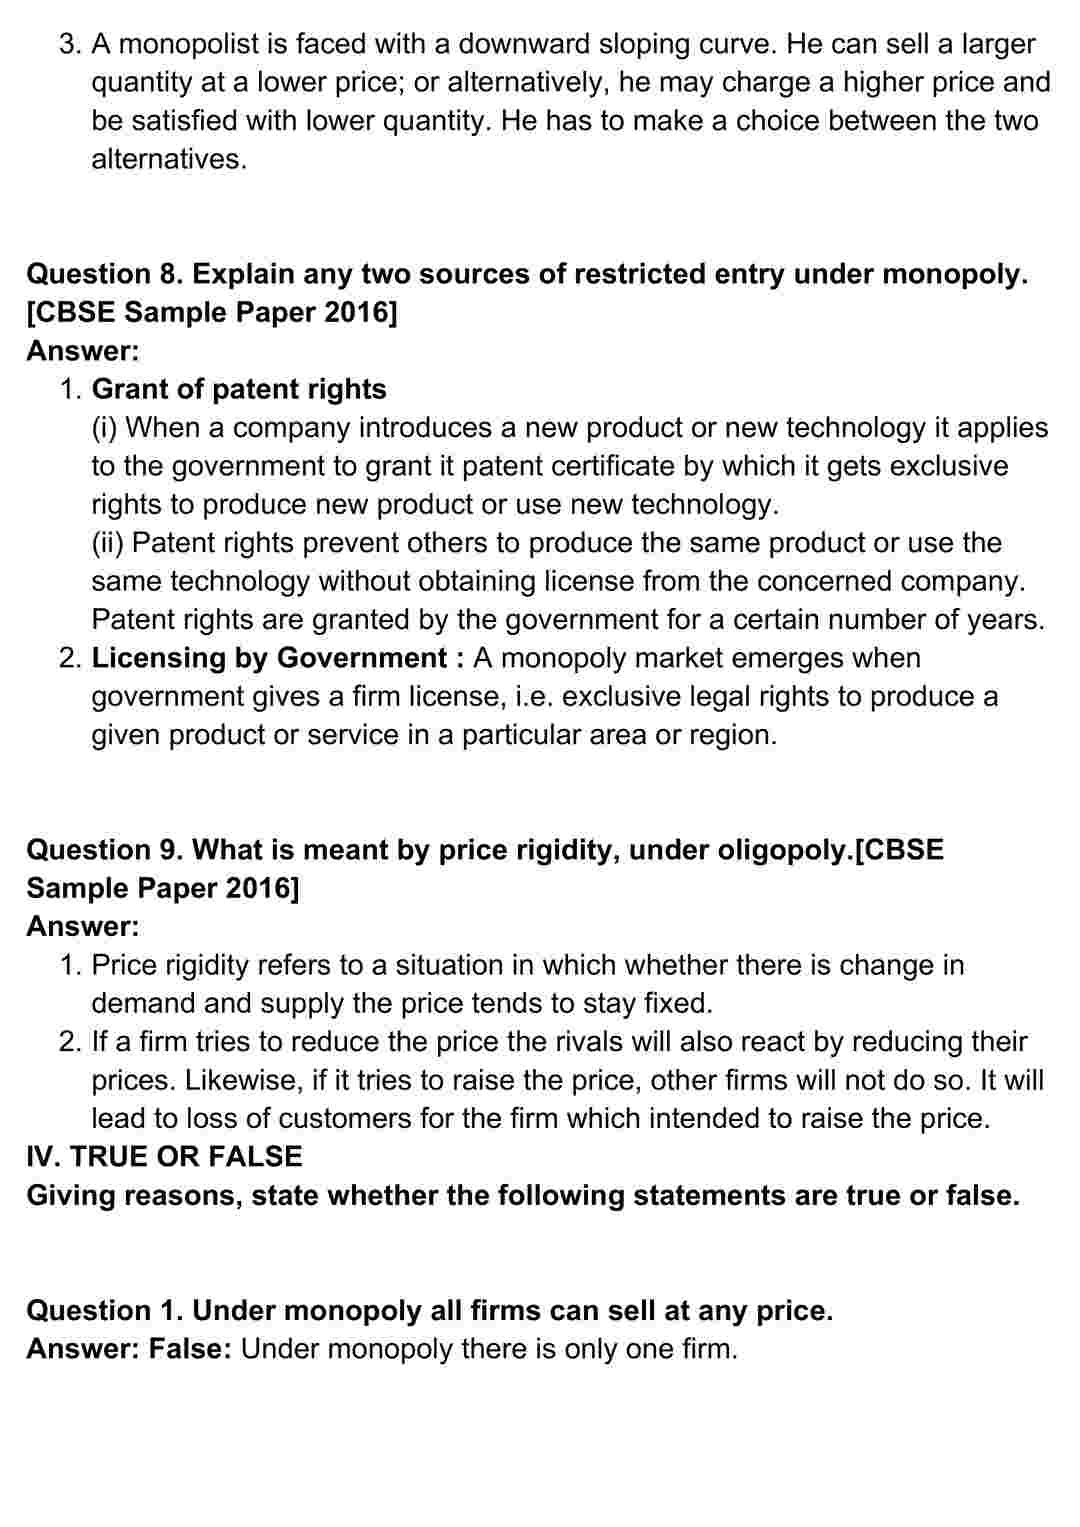 3. A monopolist is faced with a downward sloping curve. He can sell a larger
quantity at a lower price; or alternatively, he may charge a higher price and
be satisfied with lower quantity. He has to make a choice between the two
alternatives.
Question 8. Explain any two sources of restricted entry under monopoly.
[CBSE Sample Paper 2016]
Answer:
1. Grant of patent rights
(i) When a company introduces a new product or new technology it applies
to the government to grant it patent certificate by which it gets exclusive
rights to produce new product or use new technology.
(ii) Patent rights prevent others to produce the same product or use the
same technology without obtaining license from the concerned company.
Patent rights are granted by the government for a certain number of years.
2. Licensing by Government : A monopoly market emerges when
government gives a firm license, i.e. exclusive legal rights to produce a
given product or service in a particular area or region.
Question 9. What is meant by price rigidity, under oligopoly.[CBSE
Sample Paper 2016]
Answer:
1. Price rigidity refers to a situation in which whether there is change in
demand and supply the price tends to stay fixed.
2. If a firm tries to reduce the price the rivals will also react by reducing their
prices. Likewise, if it tries to raise the price, other firms will not do so. It will
lead to loss of customers for the firm which intended to raise the price.
IV. TRUE OR FALSE
Giving reasons, state whether the following statements are true or false.
Question 1. Under monopoly all firms can sell at any price.
Answer: False: Under monopoly there is only one firm.